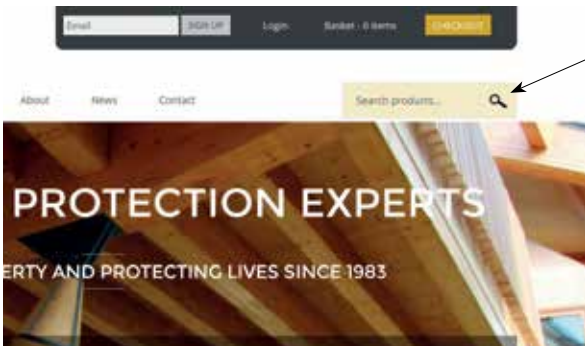 Email SIGN UP Login Basket - 0 items CHECKOUT
About News Contact Search products...
PROTECTION EXPERTS
ERTY AND PROTECTING LIVES SINCE 1983